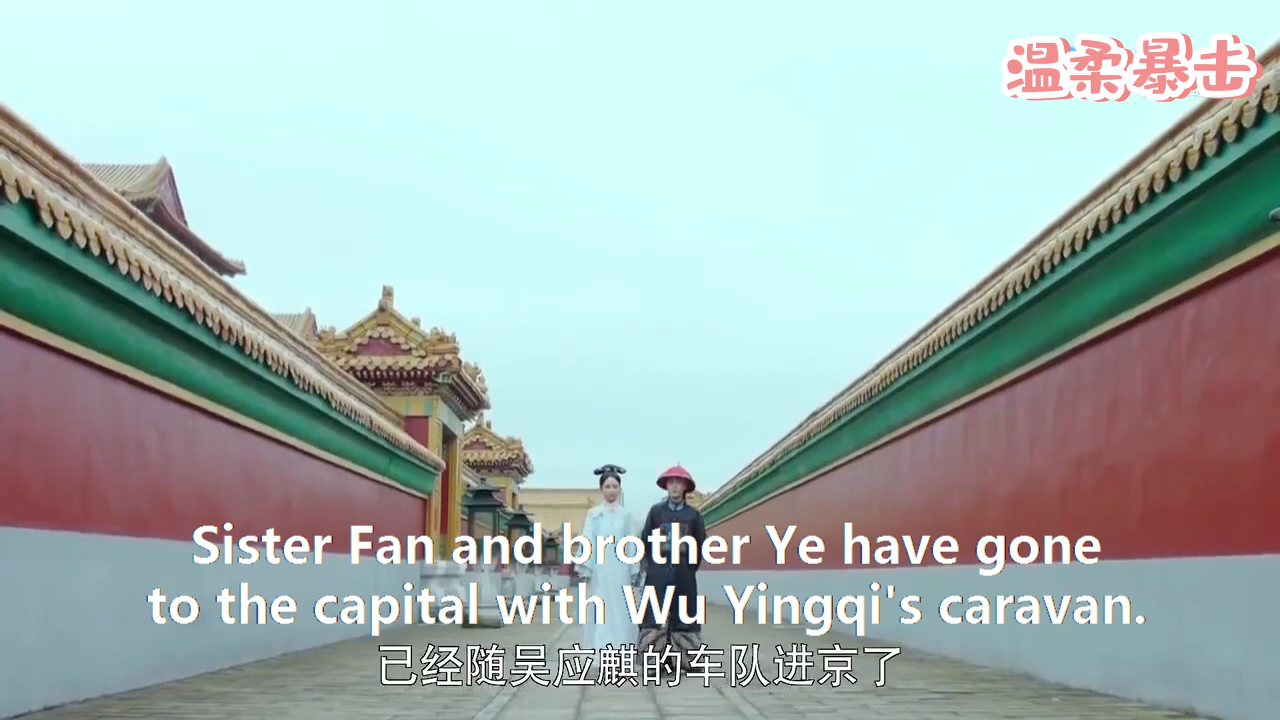 温柔暴击
Sister Fan and brother Ye have gone
to the capital with Wu Yingqi's caravan.
已经随吴应麒的车队进京了